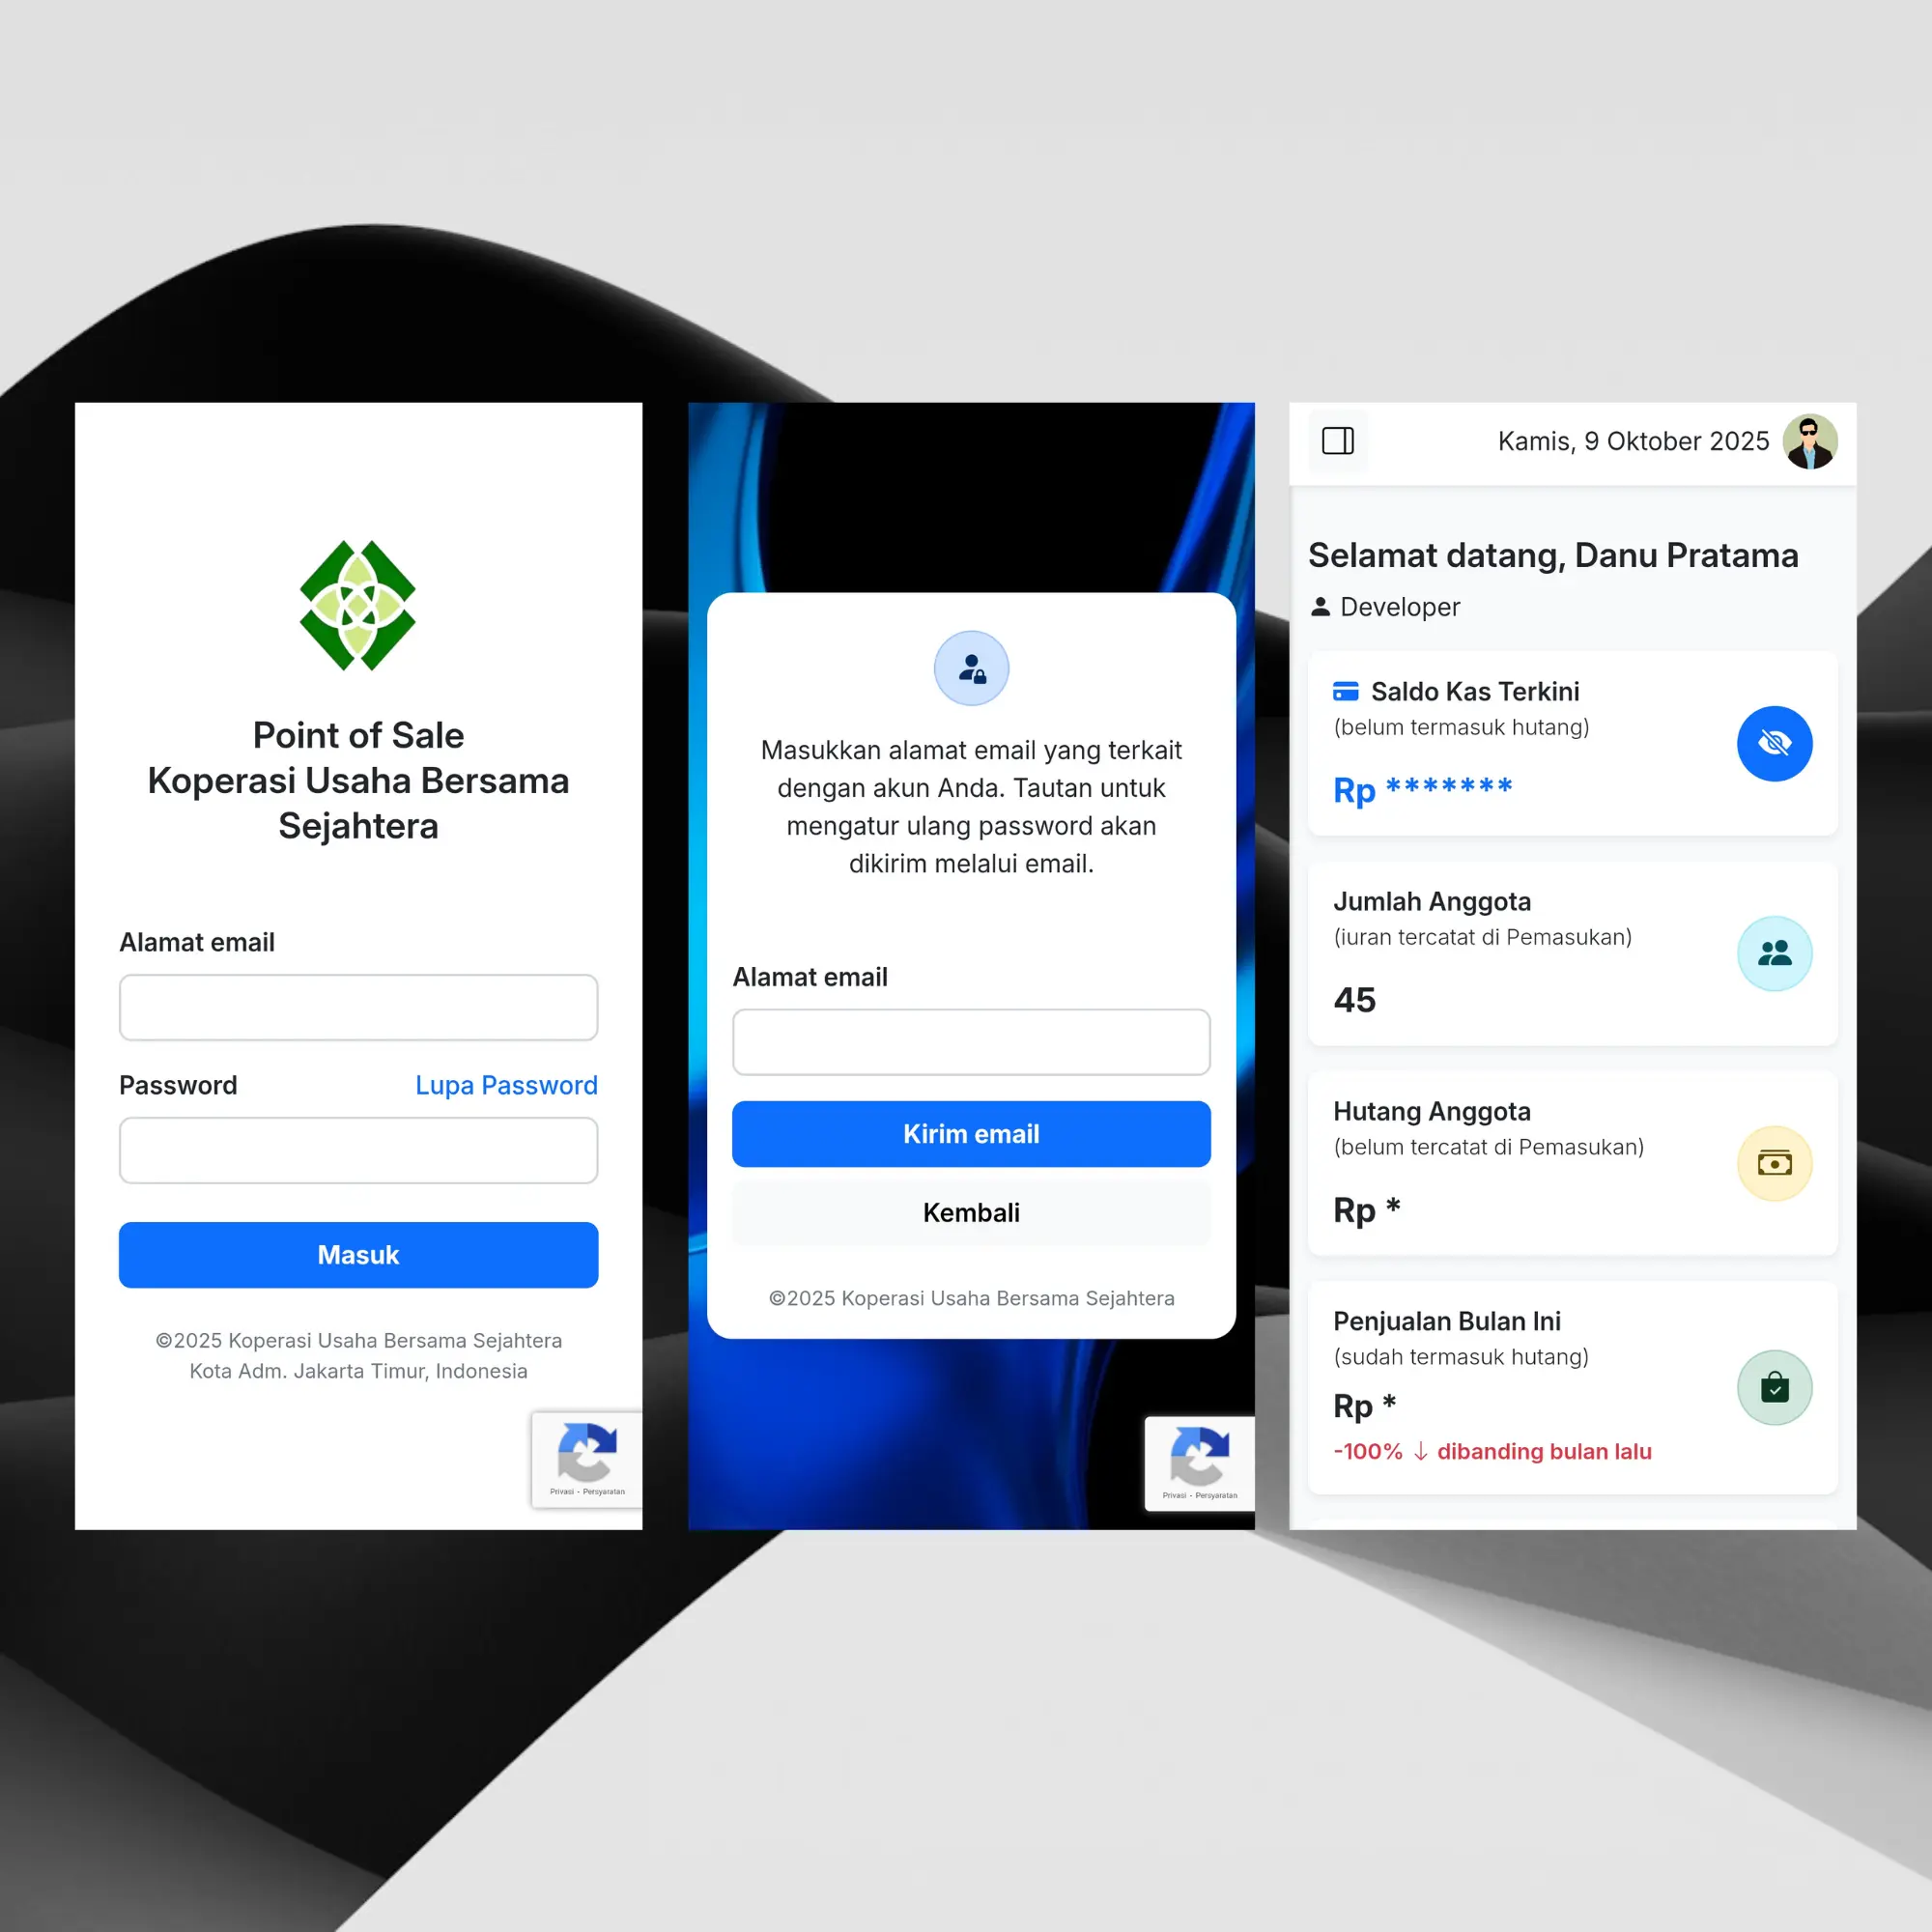 Point of Sale
Koperasi Usaha Bersama
Sejahtera
Alamat email
Password
Lupa Password
Masuk
©2025 Koperasi Usaha Bersama Sejahtera
Kota Adm. Jakarta Timur, Indonesia
Privasi - Persyaratan
Masukkan alamat email yang terkait
dengan akun Anda. Tautan untuk
mengatur ulang password akan
dikirim melalui email.
Alamat email
Kirim email
Kembali
©2025 Koperasi Usaha Bersama Sejahtera
Privasi - Persyaratan
Kamis, 9 Oktober 2025
Selamat datang, Danu Pratama
Developer
Saldo Kas Terkini
(belum termasuk hutang)
Rp *******
Jumlah Anggota
(iuran tercatat di Pemasukan)
45
Hutang Anggota
(belum tercatat di Pemasukan)
Rp *
Penjualan Bulan Ini
(sudah termasuk hutang)
Rp *
-100% ↓ dibanding bulan lalu